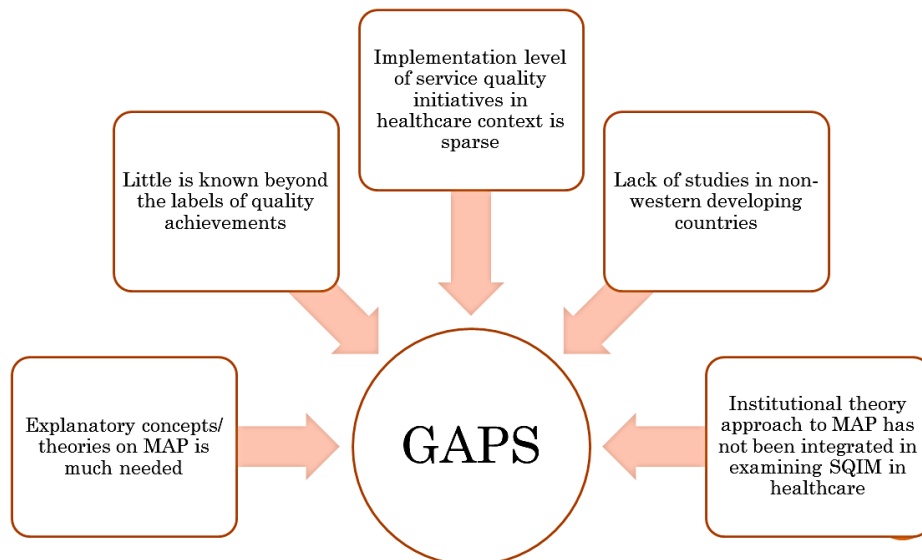 Explanatory concepts/
theories on MAP is
much needed
Little is known beyond
the labels of quality
achievements
Implementation level
of service quality
initiatives in
healthcare context is
sparse
Lack of studies in non-
western developing
countries
Institutional theory
approach to MAP has
not been integrated in
examining SQIM in
healthcare
GAPS